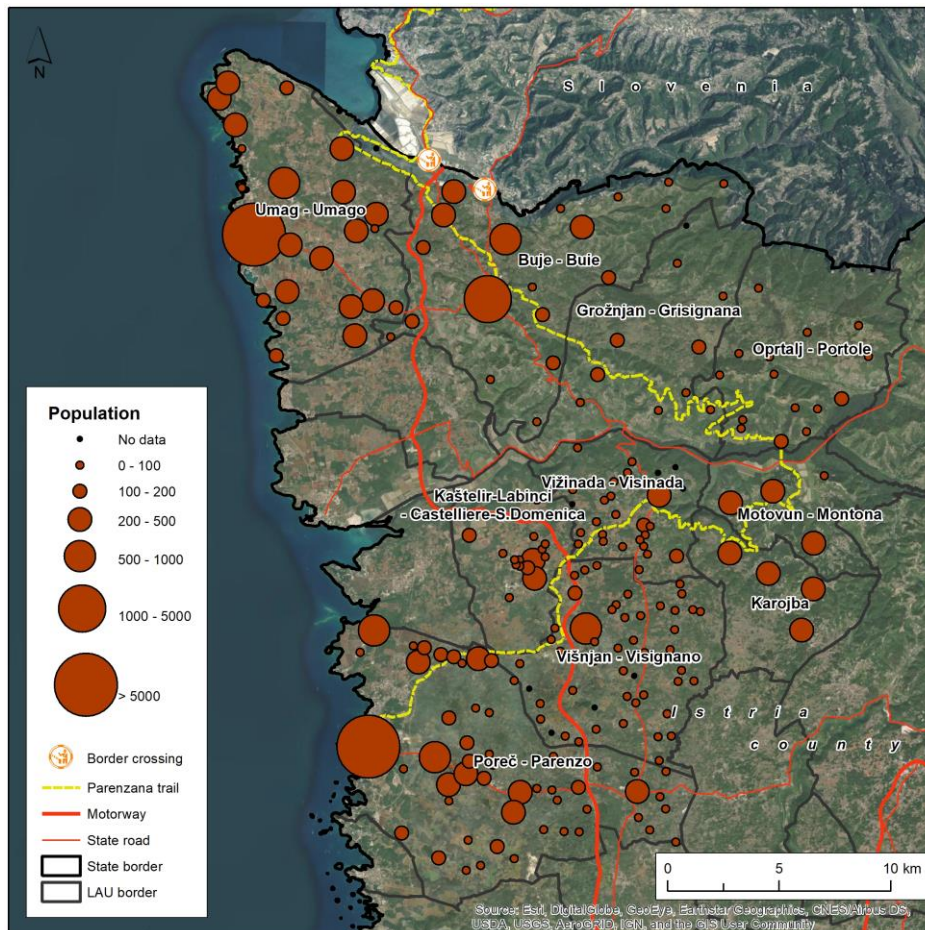 N
S l o v e n i a
Umag - Umago
Buje - Buie
Grožnjan - Grisignana
Oprtalj - Portole
Vižinada - Visinada
Kaštelir-Labinci
- Castelliere-S.Domenica
Motovun - Montona
Karojba
Višnjan - Visignano
I s t r i a
c o u n t y
Poreč - Parenzo
Population
No data
0 - 100
100 - 200
200 - 500
500 - 1000
1000 - 5000
> 5000
Border crossing
Parenzana trail
Motorway
State road
State border
LAU border
0 5 10 km
Source: Esri, DigitalGlobe, GeoEye, Earthstar Geographics, CNES/Airbus DS,
USDA, USGS, AeroGRID, IGN, and the GIS User Community